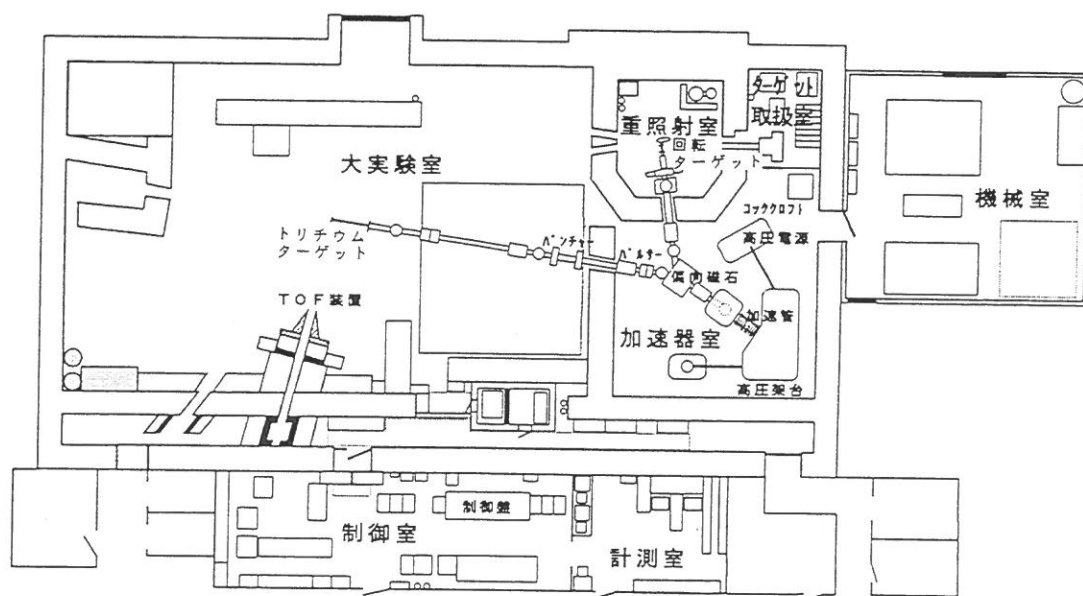 ターゲット
取扱室
重照射室
回転
ターゲット
大実験室
機械室
コッククロフト
高圧電源
トリチウム
ターゲット
バンチャー
パルサー
偏向磁石
TOF装置
加速管
加速器室
高圧架台
制御盤
制御室
計測室